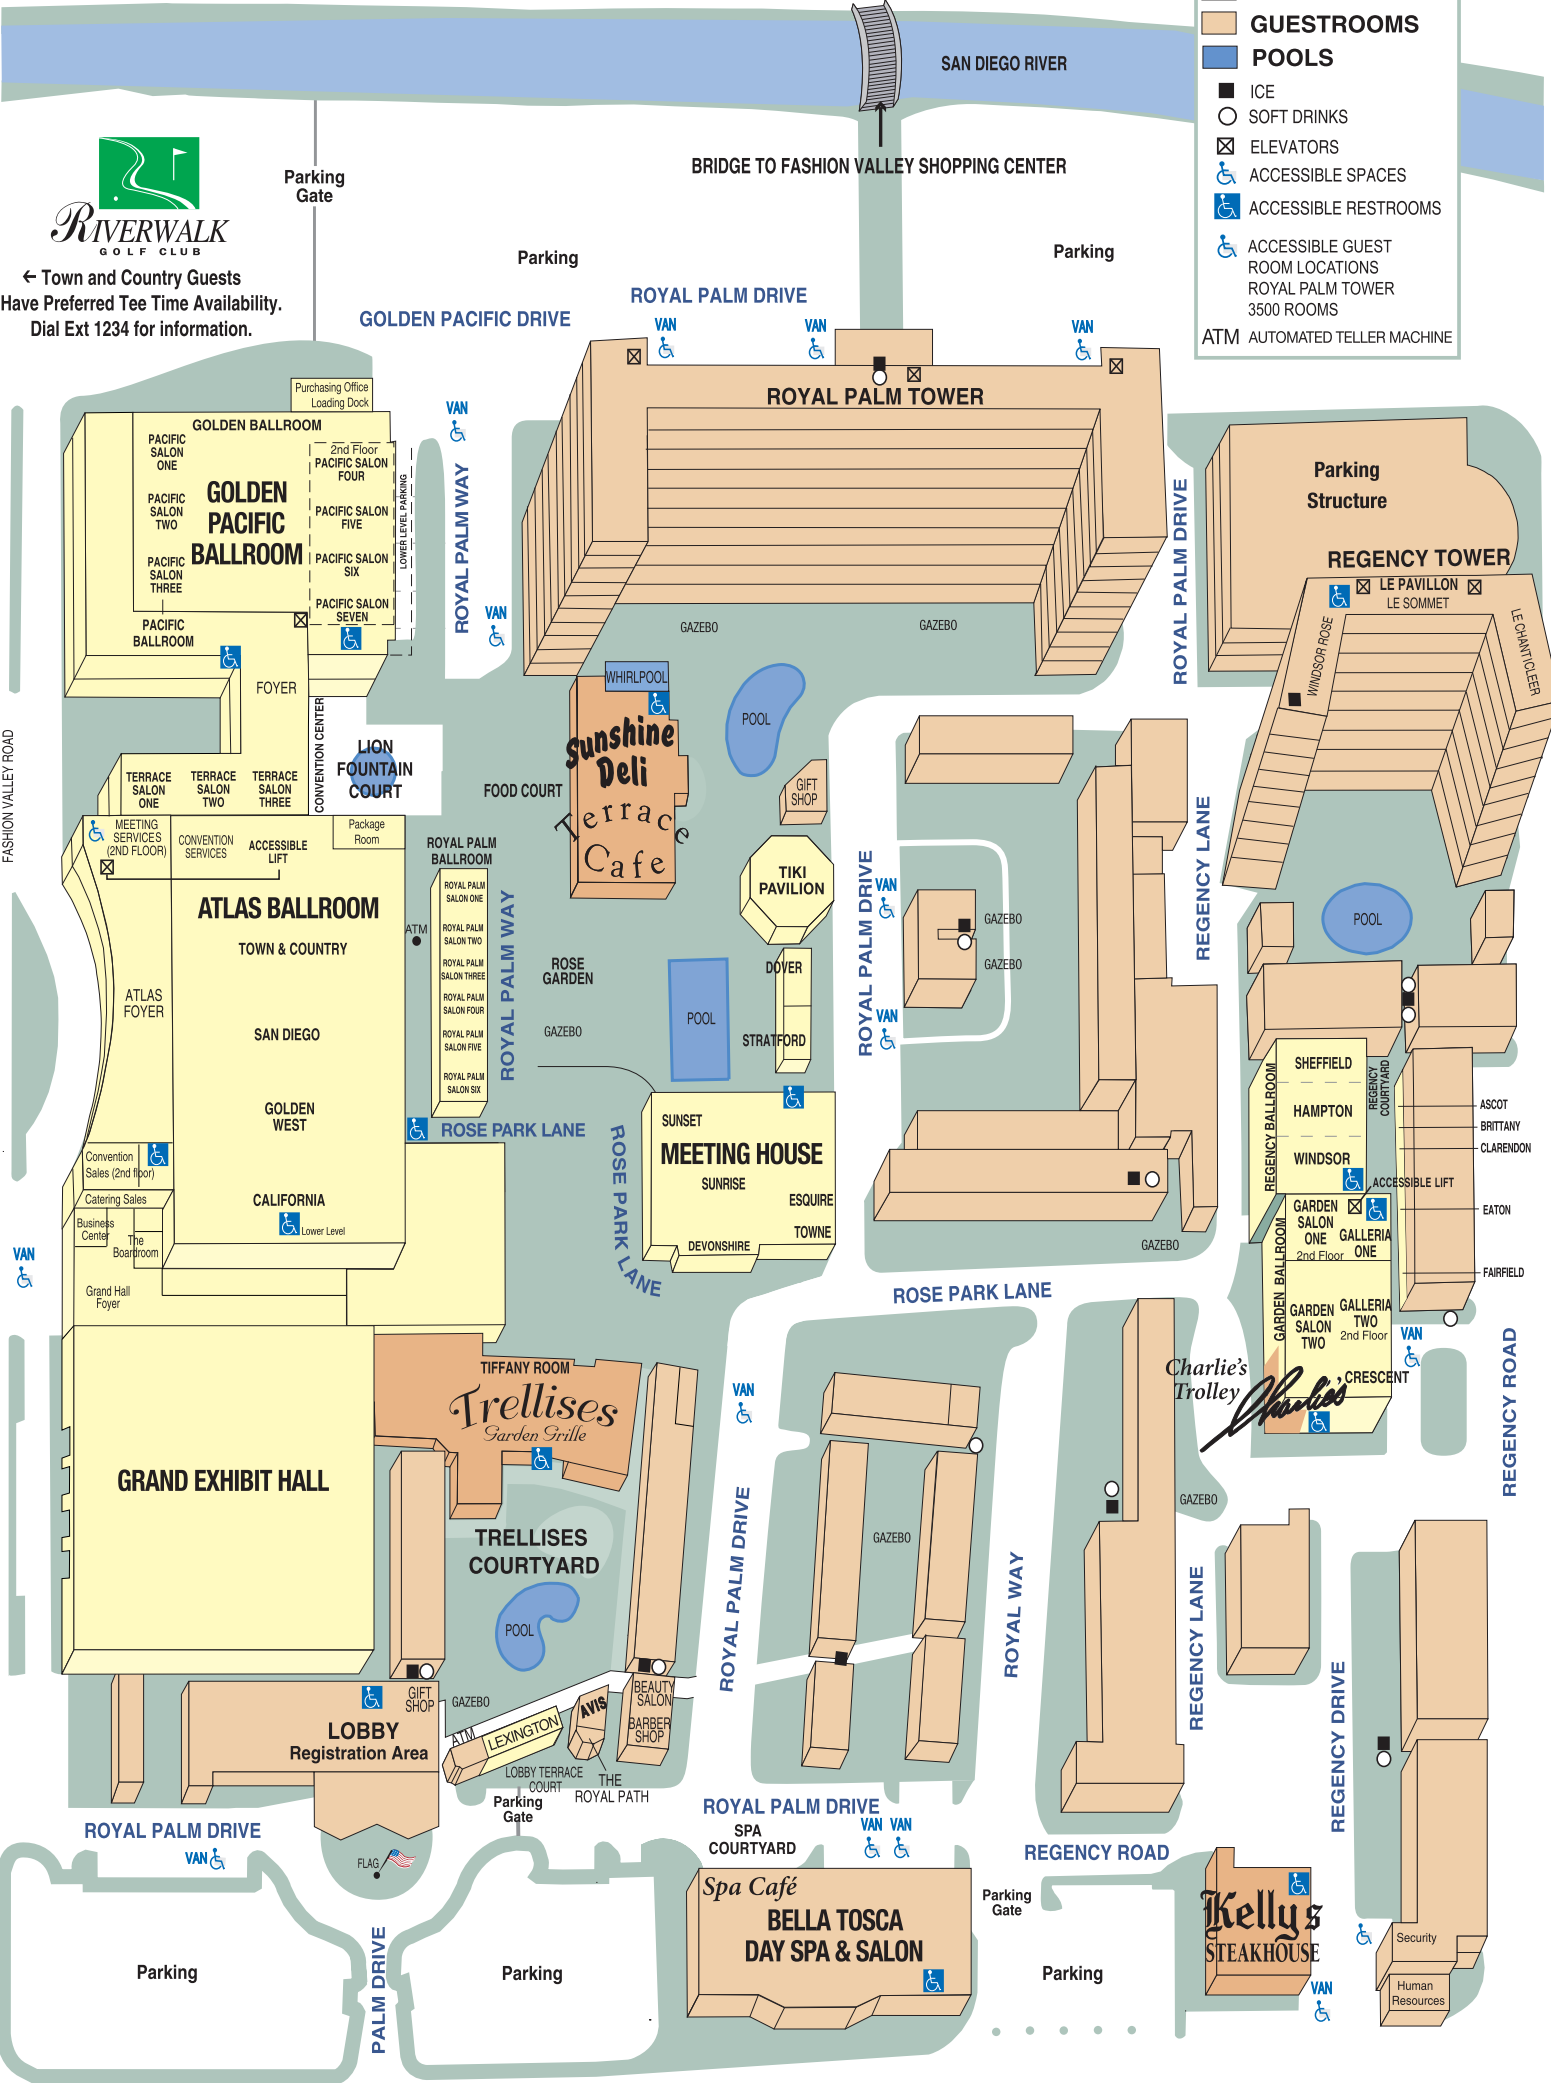 SAN DIEGO RIVER
BRIDGE TO FASHION VALLEY SHOPPING CENTER
GUESTROOMS
POOLS
ICE
SOFT DRINKS
ELEVATORS
ACCESSIBLE SPACES
ACCESSIBLE RESTROOMS
ACCESSIBLE GUEST
ROOM LOCATIONS
ROYAL PALM TOWER
3500 ROOMS
ATM AUTOMATED TELLER MACHINE
Parking
Gate
RIVERWALK
GOLF CLUB
← Town and Country Guests
Have Preferred Tee Time Availability.
Dial Ext 1234 for information.
Parking
Parking
ROYAL PALM DRIVE
GOLDEN PACIFIC DRIVE
VAN
VAN
VAN
VAN
VAN
Purchasing Office
Loading Dock
GOLDEN BALLROOM
PACIFIC
SALON
ONE
PACIFIC
SALON
TWO
PACIFIC
SALON
THREE
GOLDEN
PACIFIC
BALLROOM
2nd Floor
PACIFIC SALON
FOUR
PACIFIC SALON
FIVE
PACIFIC SALON
SIX
PACIFIC SALON
SEVEN
LOWER LEVEL PARKING
PACIFIC
BALLROOM
FOYER
ROYAL PALM WAY
ROYAL PALM TOWER
GAZEBO
GAZEBO
ROYAL PALM DRIVE
Parking
Structure
REGENCY TOWER
LE PAVILLON
LE SOMMET
WINDSOR ROSE
LE CHANTICLEER
FASHION VALLEY ROAD
CONVENTION CENTER
LION
FOUNTAIN
COURT
TERRACE
SALON
ONE
TERRACE
SALON
TWO
TERRACE
SALON
THREE
MEETING
SERVICES
(2ND FLOOR)
CONVENTION
SERVICES
ACCESSIBLE
LIFT
Package
Room
FOOD COURT
WHIRLPOOL
Sunshine
Deli
Terrace
Cafe
POOL
GIFT
SHOP
TIKI
PAVILION
ROYAL PALM
BALLROOM
ROYAL PALM
SALON ONE
ROYAL PALM
SALON TWO
ROYAL PALM
SALON THREE
ROYAL PALM
SALON FOUR
ROYAL PALM
SALON FIVE
ROYAL PALM
SALON SIX
ROYAL PALM WAY
ATM
ATLAS BALLROOM
TOWN & COUNTRY
ATLAS
FOYER
SAN DIEGO
GOLDEN
WEST
CALIFORNIA
Lower Level
Convention
Sales (2nd floor)
Catering Sales
Business
Center
The
Boardroom
Grand Hall
Foyer
VAN
ROSE
GARDEN
GAZEBO
POOL
DOVER
STRATFORD
ROYAL PALM DRIVE
VAN
VAN
GAZEBO
GAZEBO
REGENCY LANE
POOL
ROSE PARK LANE
ROSE PARK LANE
SUNSET
MEETING HOUSE
SUNRISE
ESQUIRE
TOWNE
DEVONSHIRE
GAZEBO
ROSE PARK LANE
SHEFFIELD
HAMPTON
WINDSOR
REGENCY BALLROOM
REGENCY
COURTYARD
ASCOT
BRITTANY
CLARENDON
ACCESSIBLE LIFT
EATON
FAIRFIELD
GARDEN
SALON
ONE
2nd Floor
GALLERIA
ONE
GARDEN BALLROOM
GARDEN
SALON
TWO
GALLERIA
TWO
2nd Floor
CRESCENT
VAN
Charlie's
Trolley
Charlie's
REGENCY ROAD
GRAND EXHIBIT HALL
TIFFANY ROOM
Trellises
Garden Grille
TRELLISES
COURTYARD
POOL
VAN
ROYAL PALM DRIVE
GAZEBO
ROYAL WAY
GAZEBO
REGENCY LANE
REGENCY DRIVE
GIFT
SHOP
GAZEBO
LOBBY
Registration Area
ATM
LEXINGTON
AVIS
BEAUTY
SALON
BARBER
SHOP
LOBBY TERRACE
COURT
THE
ROYAL PATH
Parking
Gate
ROYAL PALM DRIVE
VAN
FLAG
ROYAL PALM DRIVE
SPA
COURTYARD
VAN VAN
REGENCY ROAD
Spa Café
BELLA TOSCA
DAY SPA & SALON
Parking
Gate
Kellys
STEAKHOUSE
Security
Human
Resources
VAN
Parking
PALM DRIVE
Parking
Parking